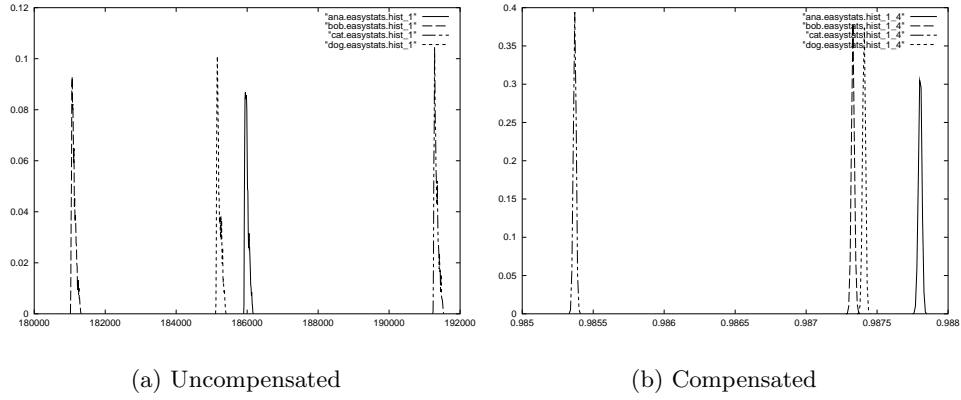 0.12
0.1
0.08
0.06
0.04
0.02
0
180000 182000 184000 186000 188000 190000 192000
"ana.easystats.hist_1"
"bob.easystats.hist_1"
"cat.easystats.hist_1"
"dog.easystats.hist_1"
(a) Uncompensated
0.4
0.35
0.3
0.25
0.2
0.15
0.1
0.05
0
0.985 0.9855 0.986 0.9865 0.987 0.9875 0.988
"ana.easystats.hist_1_4"
"bob.easystats.hist_1_4"
"cat.easystats.hist_1_4"
"dog.easystats.hist_1_4"
(b) Compensated